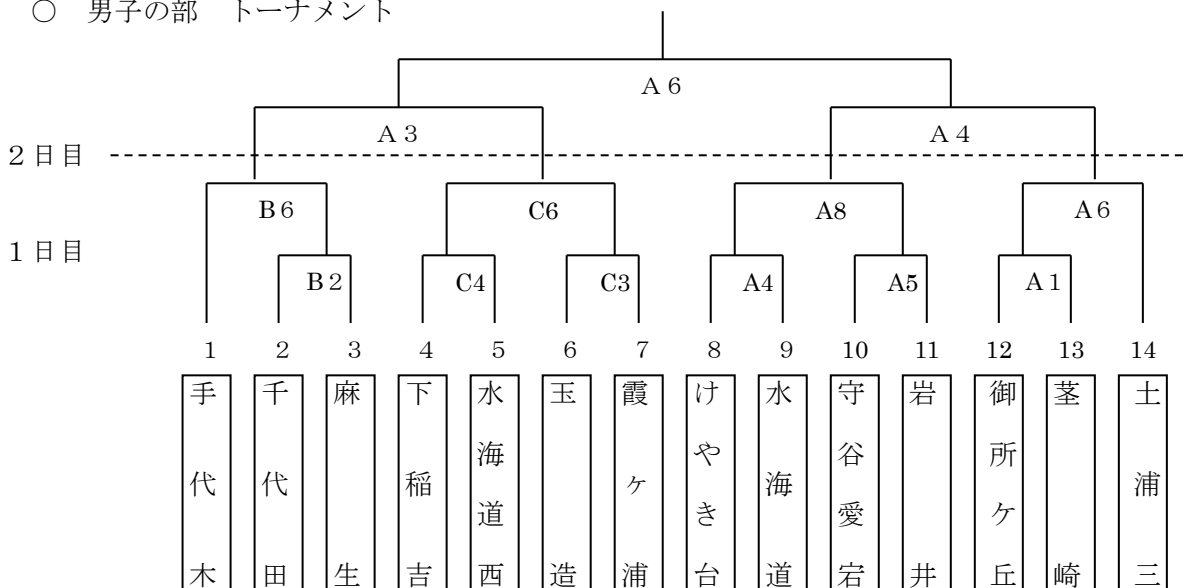 ○ 男子の部 トーナメント
Ａ６
Ａ３
Ａ４
２日目
Ｂ６
C6
A8
Ａ６
１日目
Ｂ２
C4
C3
A4
A5
Ａ１
1
2
3
4
5
6
7
8
9
10
11
12
13
14
手代木
千代田
麻生
下稲吉
水海道西
玉造
霞ヶ浦
けやき台
水海道
守谷愛宕
岩井
御所ケ丘
茎崎
土浦三